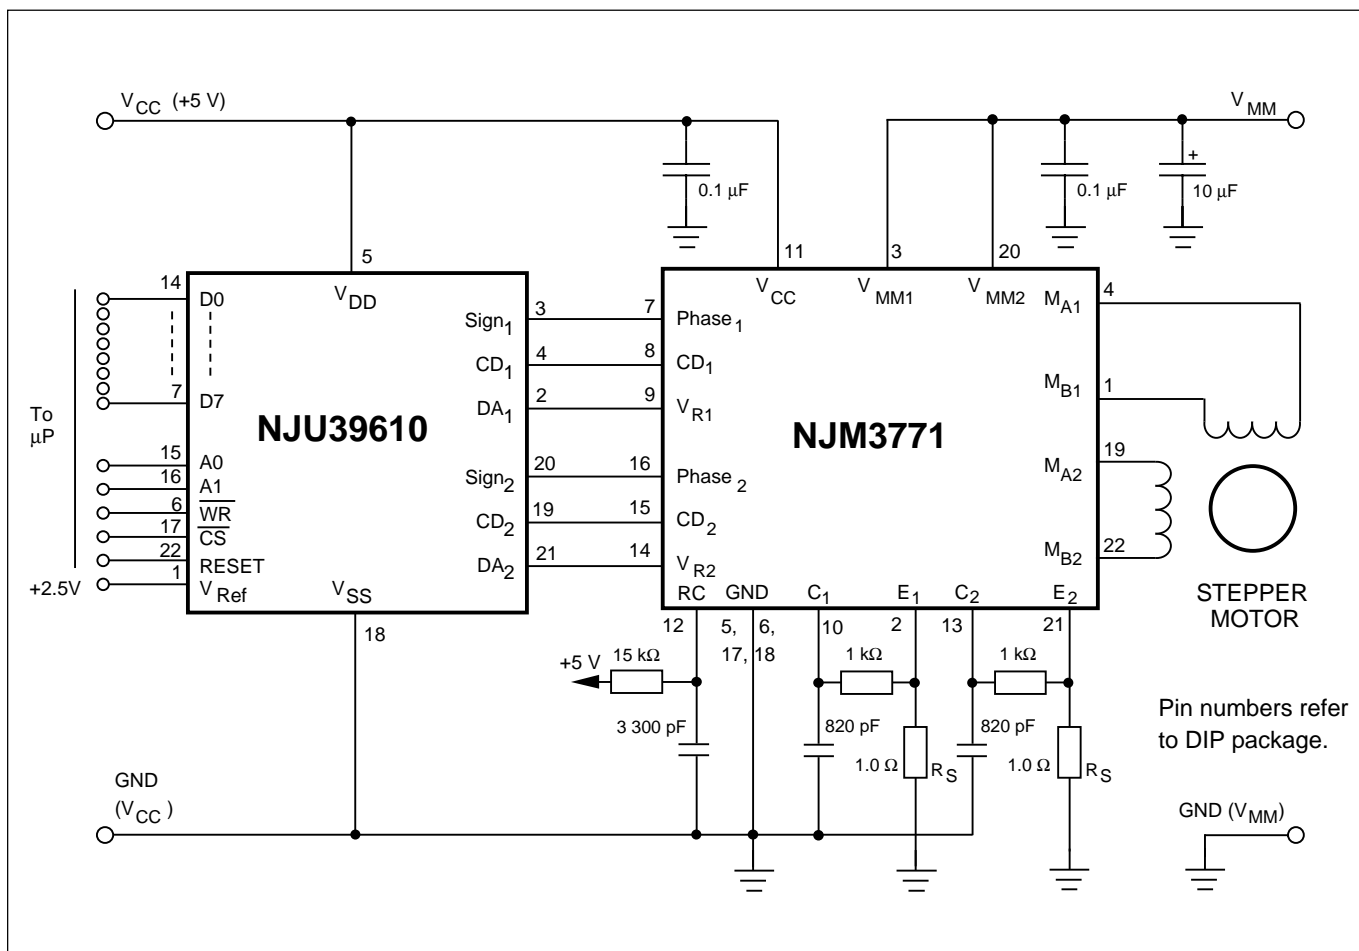 V_CC (+5 V)
V_MM
0.1 µF
0.1 µF
+
10 µF
5
11
3
20
14
D0
V_DD
V_CC
V_MM1
V_MM2
M_A1
4
Sign_1
3
7
Phase_1
CD_1
4
8
CD_1
M_B1
1
7
D7
DA_1
2
9
V_R1
To
µP
NJU39610
NJM3771
15
A0
16
A1
Sign_2
20
16
Phase_2
M_A2
19
6
WR
17
CS
CD_2
19
15
CD_2
22
RESET
DA_2
21
14
V_R2
M_B2
22
+2.5V
1
V_Ref
V_SS
RC
GND
C_1
E_1
C_2
E_2
STEPPER
MOTOR
18
12
5,
6,
17,
18
10
2
13
21
+5 V
15 kΩ
1 kΩ
1 kΩ
3 300 pF
820 pF
820 pF
1.0 Ω
R_S
1.0 Ω
R_S
Pin numbers refer
to DIP package.
GND
(V_CC)
GND (V_MM)